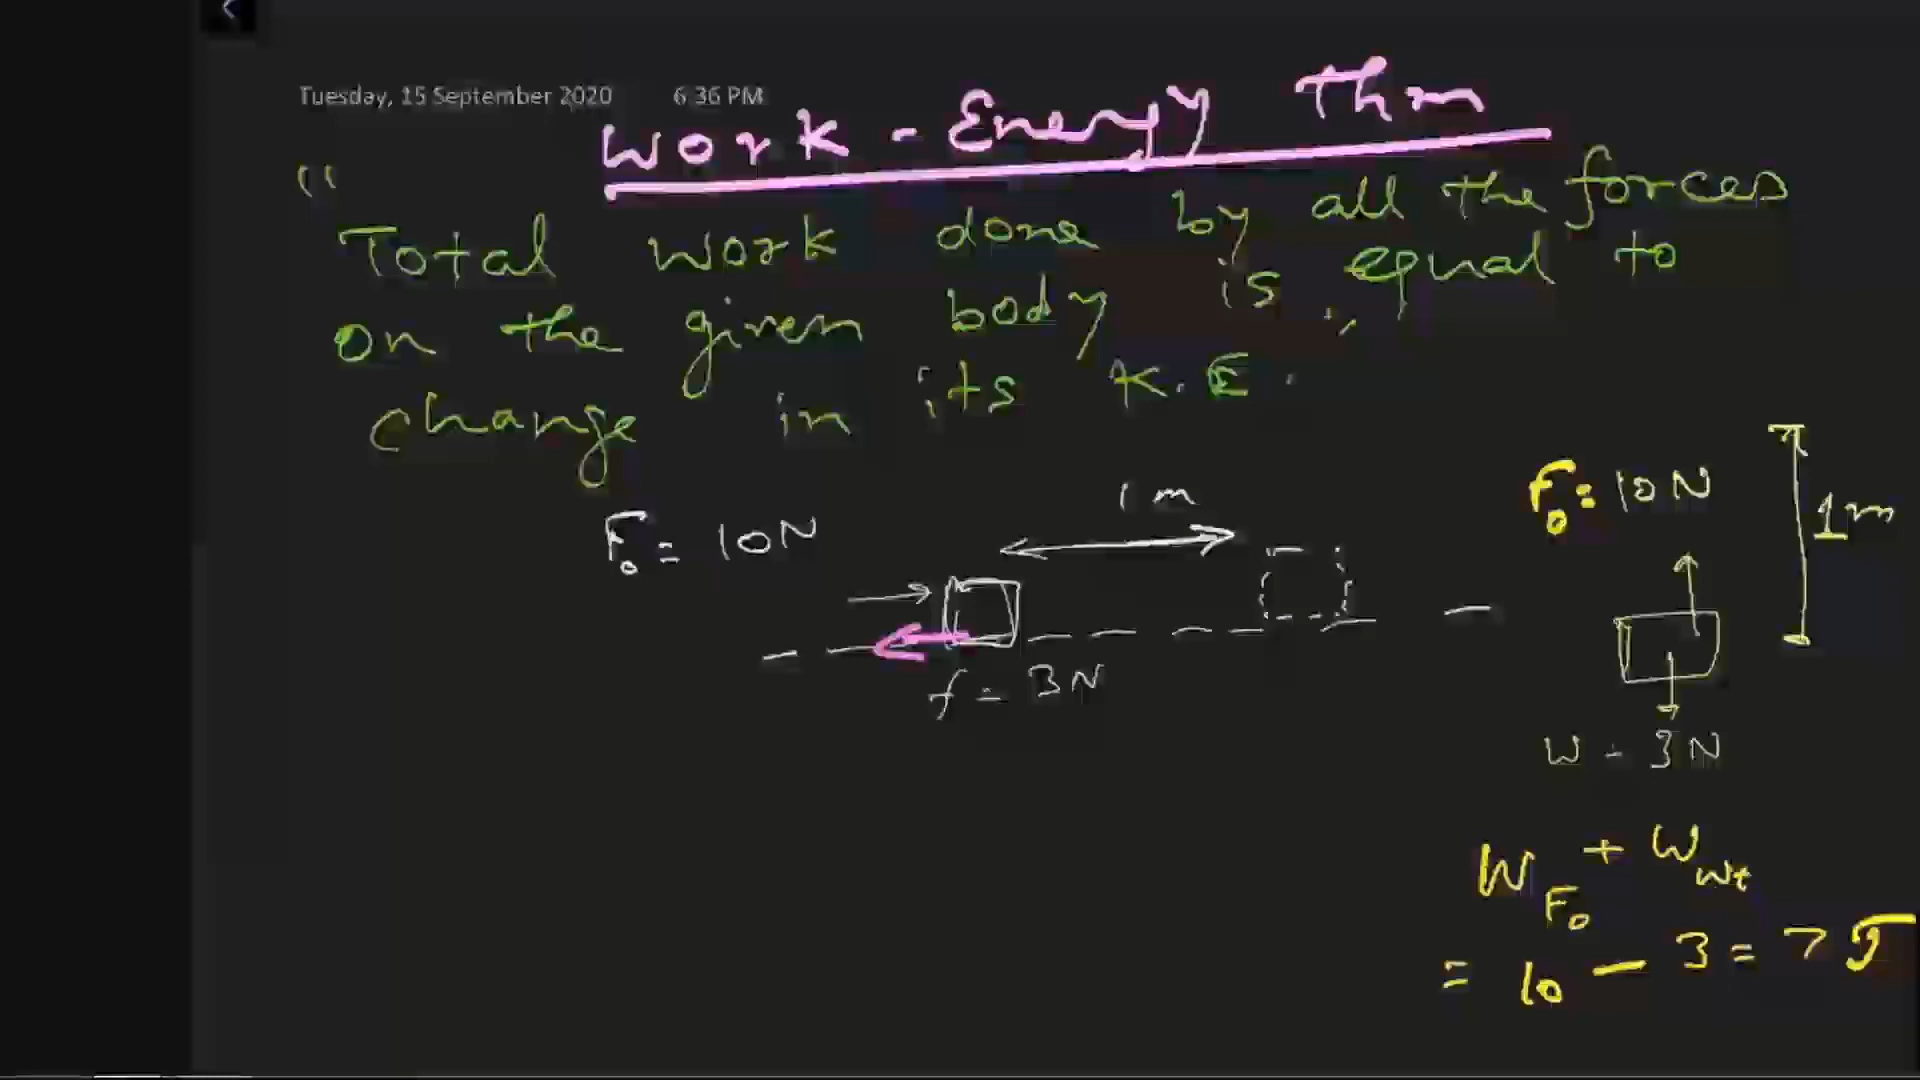 Tuesday, 15 September 2020 6:36 PM
Work - Energy Thm
"Total work done by all the forces
on the given body is equal to
change in its K.E.
F₀ = 10N
1 m
f = 3N
F₀ = 10N
1m
W = 3N
W_F₀ + W_wt
= 10 - 3 = 7 J